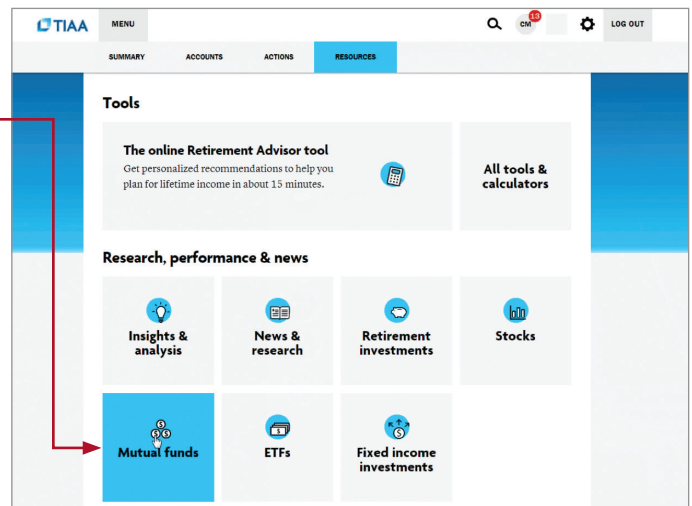 TIAA
MENU
CM
13
LOG OUT
SUMMARY
ACCOUNTS
ACTIONS
RESOURCES
Tools
The online Retirement Advisor tool
Get personalized recommendations to help you
plan for lifetime income in about 15 minutes.
All tools &
calculators
Research, performance & news
Insights &
analysis
News &
research
Retirement
investments
Stocks
Mutual funds
ETFs
Fixed income
investments